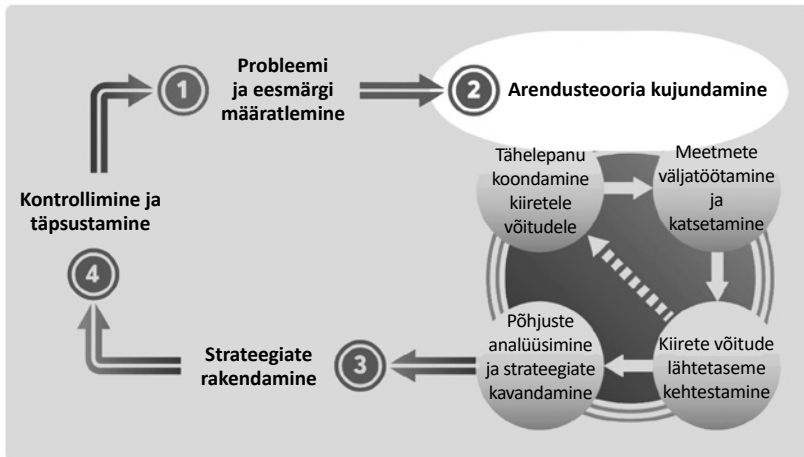 1
Probleemi
ja eesmärgi
määratlemine
2
Arendusteooria kujundamine
Tähelepanu
koondamine
kiiretele
võitudele
Meetmete
väljatöötamine
ja
katsetamine
Kiirete võitude
lähtetaseme
kehtestamine
Põhjuste
analüüsimine
ja strateegiate
kavandamine
3
Strateegiate
rakendamine
4
Kontrollimine ja
täpsustamine